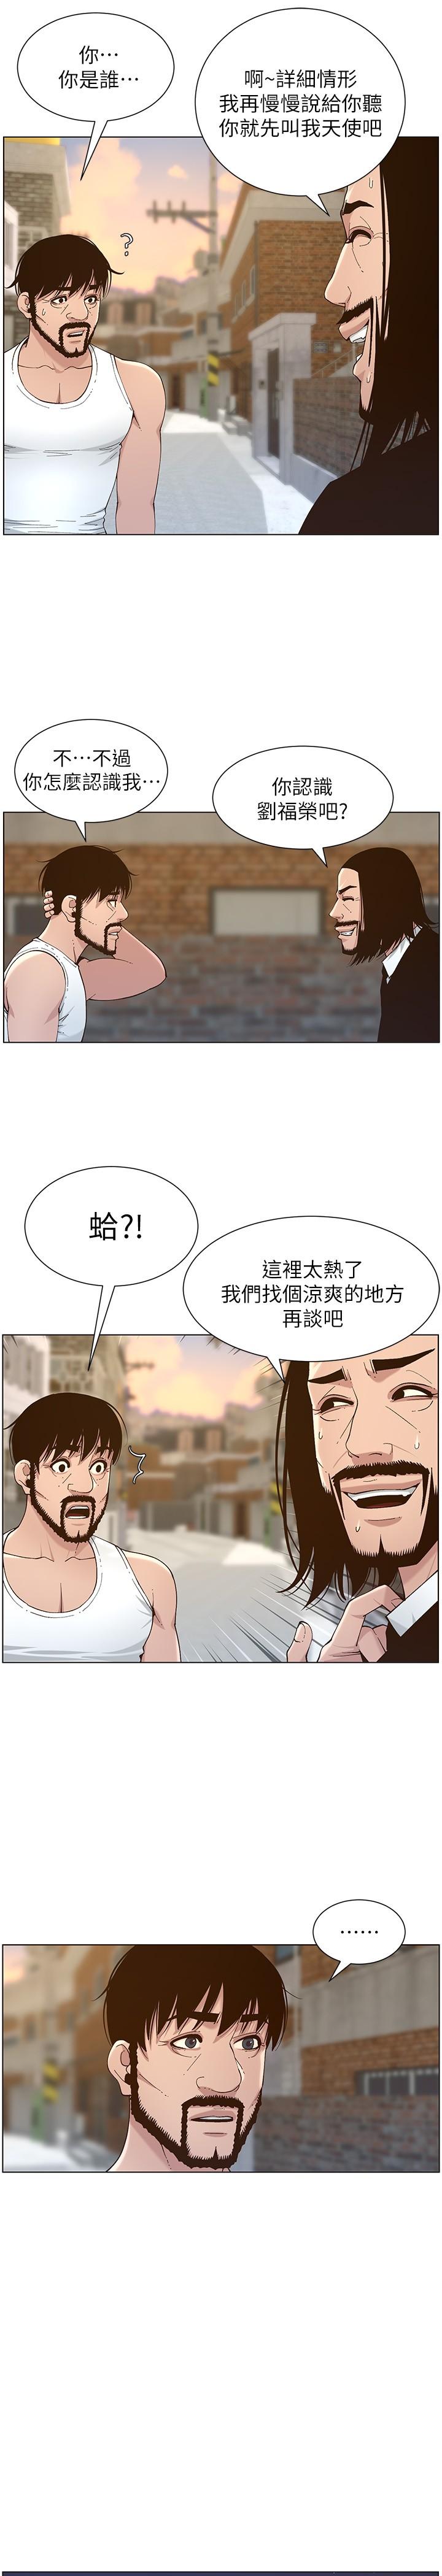 你⋯
你是誰⋯
啊~詳細情形
我再慢慢說給你聽
你就先叫我天使吧
?
不⋯不過
你怎麼認識我⋯
你認識
劉福榮吧?
蛤?!
這裡太熱了
我們找個涼爽的地方
再談吧
⋯⋯